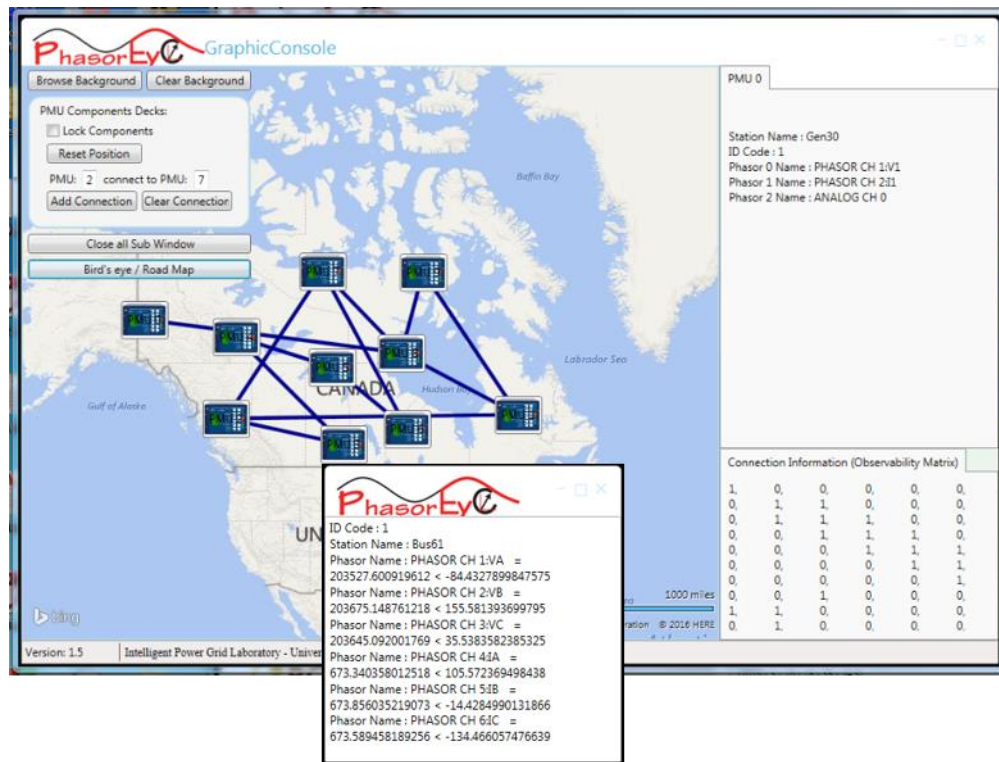 PhasorEye GraphicConsole
Browse Background Clear Background
PMU Components Decks:
Lock Components
Reset Position
PMU: 2 connect to PMU: 7
Add Connection Clear Connection
Close all Sub Window
Bird's eye / Road Map
Baffin Bay
Labrador Sea
CANADA
Hudson Bay
Gulf of Alaska
UN
1000 miles
© 2016 HERE
bing
PMU 0
Station Name : Gen30
ID Code : 1
Phasor 0 Name : PHASOR CH 1:V1
Phasor 1 Name : PHASOR CH 2:I1
Phasor 2 Name : ANALOG CH 0
Connection Information (Observability Matrix)
1, 0, 0, 0, 0, 0,
0, 1, 1, 0, 0, 0,
0, 1, 1, 1, 0, 0,
0, 0, 1, 1, 1, 0,
0, 0, 0, 1, 1, 1,
0, 0, 0, 0, 1, 1,
0, 0, 0, 0, 0, 1,
0, 0, 1, 0, 0, 0,
1, 1, 0, 0, 0, 0,
0, 1, 0, 0, 0, 0,
Version: 1.5 Intelligent Power Grid Laboratory - Univer
PhasorEye
ID Code : 1
Station Name : Bus61
Phasor Name : PHASOR CH 1:VA =
203527.600919612 < -84.4327899847575
Phasor Name : PHASOR CH 2:VB =
203675.148761218 < 155.581393699795
Phasor Name : PHASOR CH 3:VC =
203645.092001769 < 35.5383582385325
Phasor Name : PHASOR CH 4:IA =
673.340358012518 < 105.572369498438
Phasor Name : PHASOR CH 5:IB =
673.856035219073 < -14.4284990131866
Phasor Name : PHASOR CH 6:IC =
673.589458189256 < -134.466057476639